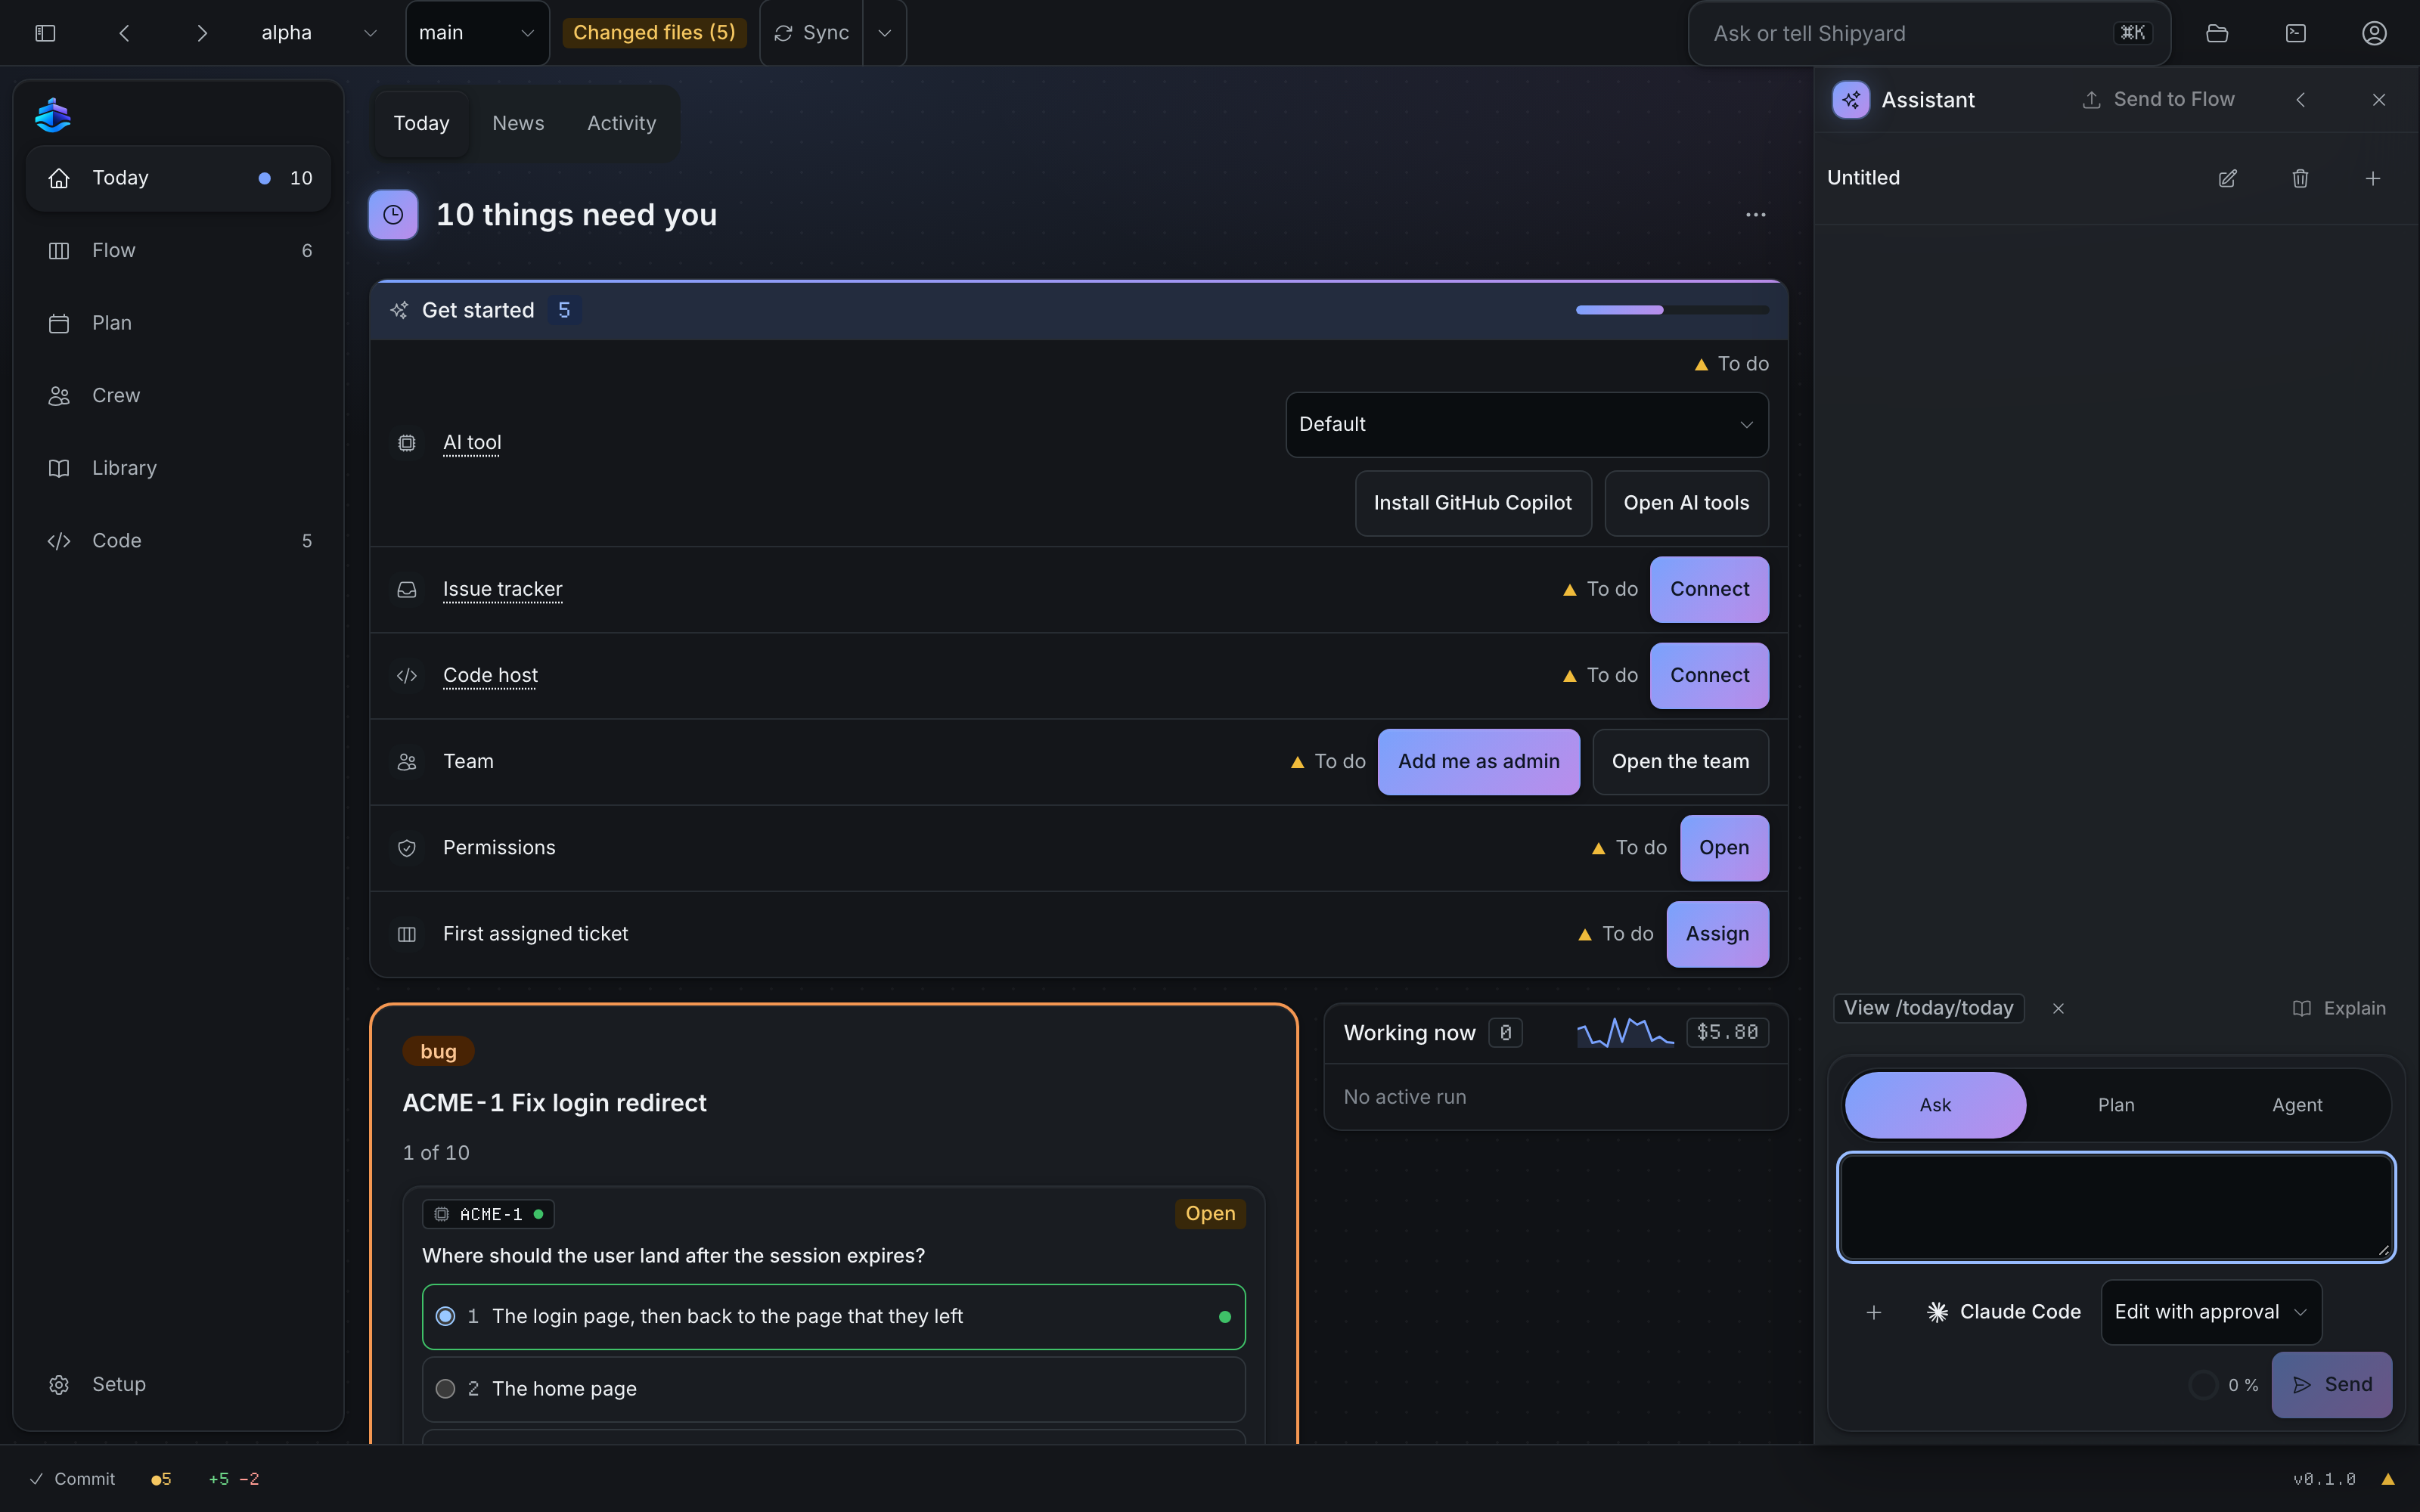 alpha
main
Changed files (5)
Sync
Ask or tell Shipyard
⌘K
Today
10
Flow
6
Plan
Crew
Library
Code
5
Setup
Today
News
Activity
10 things need you
Get started
5
To do
AI tool
Default
Install GitHub Copilot
Open AI tools
Issue tracker
To do
Connect
Code host
To do
Connect
Team
To do
Add me as admin
Open the team
Permissions
To do
Open
First assigned ticket
To do
Assign
bug
ACME-1 Fix login redirect
1 of 10
ACME-1
Open
Where should the user land after the session expires?
1 The login page, then back to the page that they left
2 The home page
Working now
0
$5.80
No active run
Assistant
Send to Flow
Untitled
View /today/today
Explain
Ask
Plan
Agent
Claude Code
Edit with approval
0 %
Send
Commit
5
+5 -2
v0.1.0